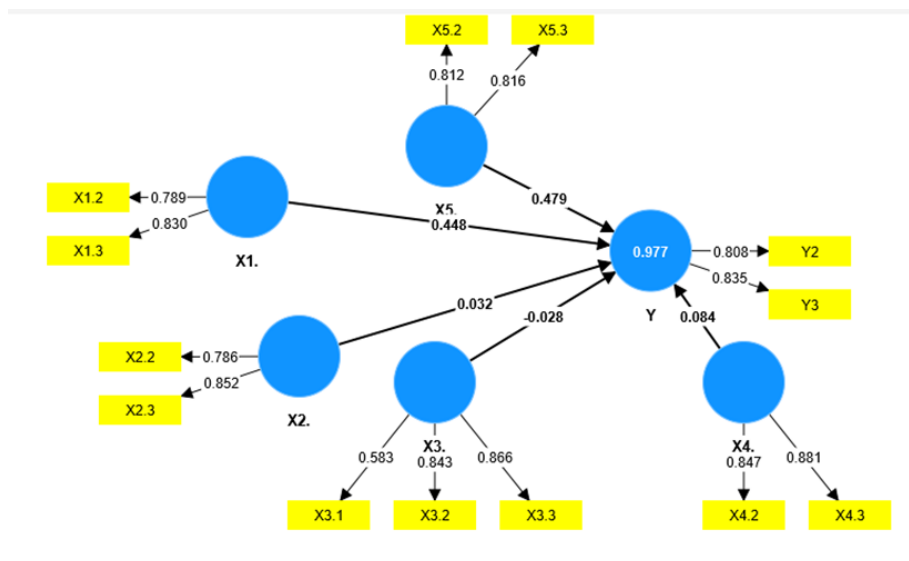 X5.2
X5.3
0.812
0.816
X5.
0.479
X1.2
0.789
X1.3
0.830
X1.
0.448
0.977
Y
0.808
Y2
0.835
Y3
0.032
-0.028
0.084
X2.2
0.786
X2.3
0.852
X2.
X3.
0.583
0.843
0.866
X3.1
X3.2
X3.3
X4.
0.847
0.881
X4.2
X4.3